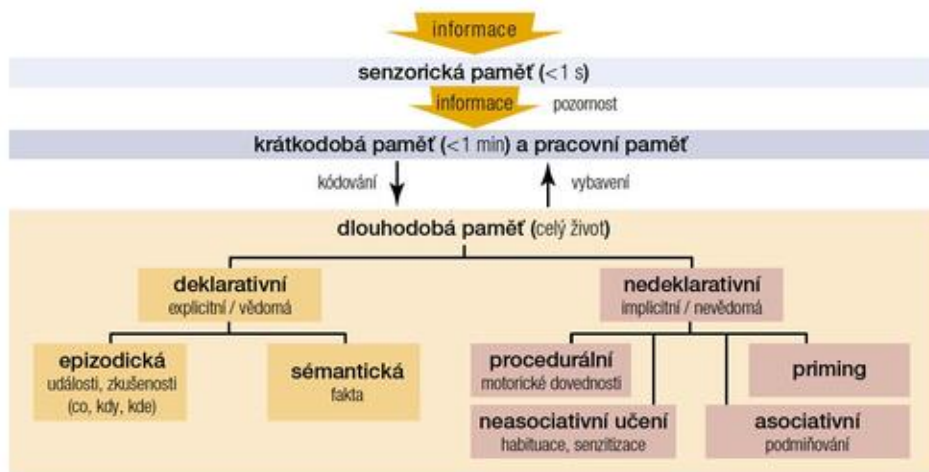 informace
senzorická paměť (<1 s)
informace
pozornost
krátkodobá paměť (<1 min) a pracovní paměť
kódování
vybavení
dlouhodobá paměť (celý život)
deklarativní
explicitní / vědomá
nedeklarativní
implicitní / nevědomá
epizodická
události, zkušenosti
(co, kdy, kde)
sémantická
fakta
procedurální
motorické dovednosti
priming
neasociativní učení
habituace, senzitizace
asociativní
podmiňování